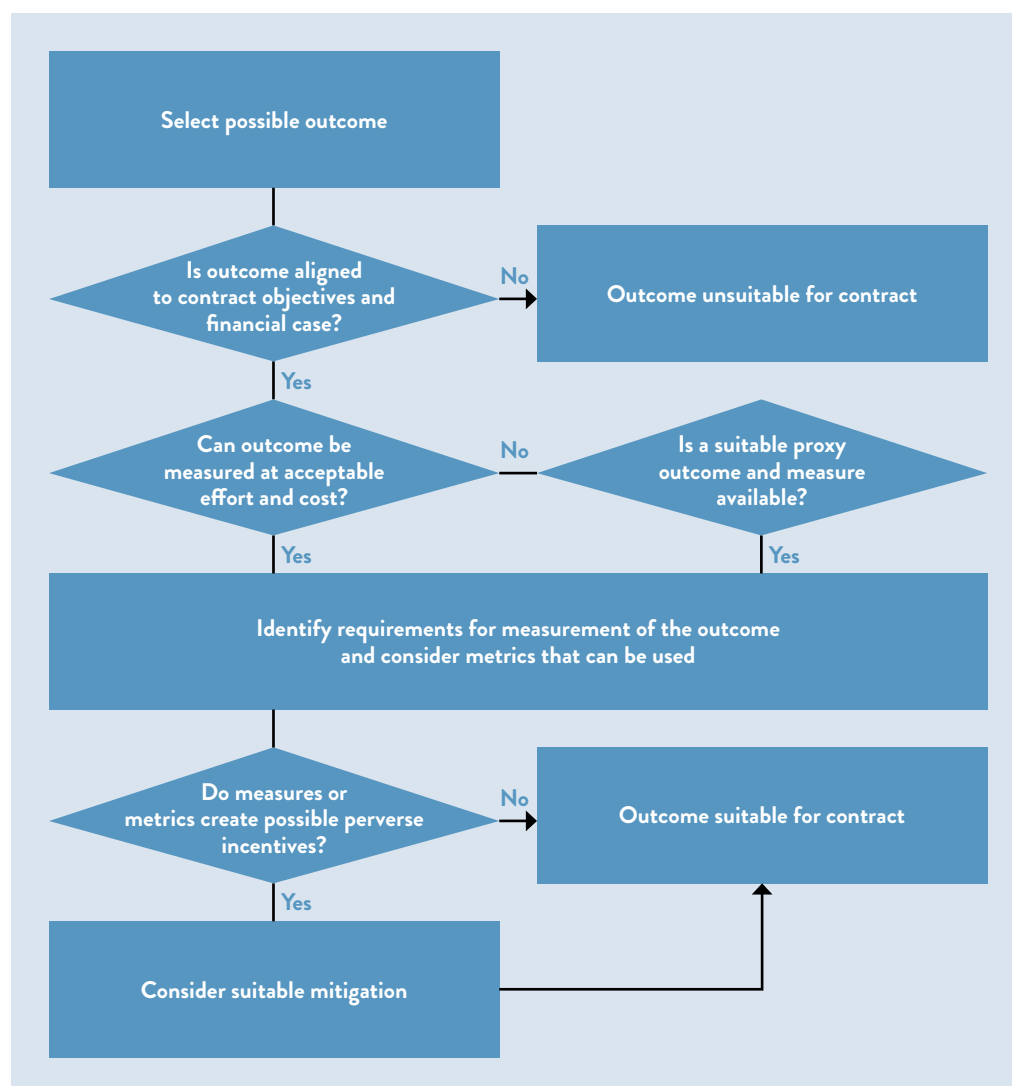 Select possible outcome
Is outcome aligned
to contract objectives and
financial case?
No
Outcome unsuitable for contract
Yes
Can outcome be
measured at acceptable
effort and cost?
No
Is a suitable proxy
outcome and measure
available?
Yes
Yes
Identify requirements for measurement of the outcome
and consider metrics that can be used
Do measures or
metrics create possible perverse
incentives?
No
Outcome suitable for contract
Yes
Consider suitable mitigation